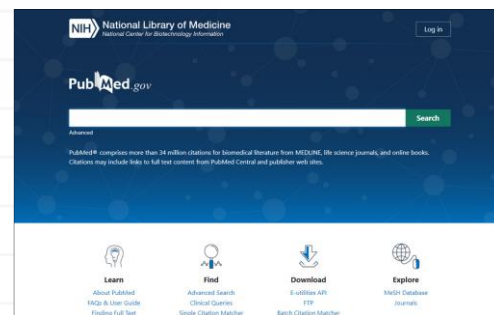 NIH National Library of Medicine
National Center for Biotechnology Information
Log in
PubMed.gov
Search
Advanced
PubMed® comprises more than 34 million citations for biomedical literature from MEDLINE, life science journals, and online books.
Citations may include links to full text content from PubMed Central and publisher web sites.
Learn
About PubMed
FAQs & User Guide
Finding Full Text
Find
Advanced Search
Clinical Queries
Single Citation Matcher
Download
E-utilities API
FTP
Batch Citation Matcher
Explore
MeSH Database
Journals